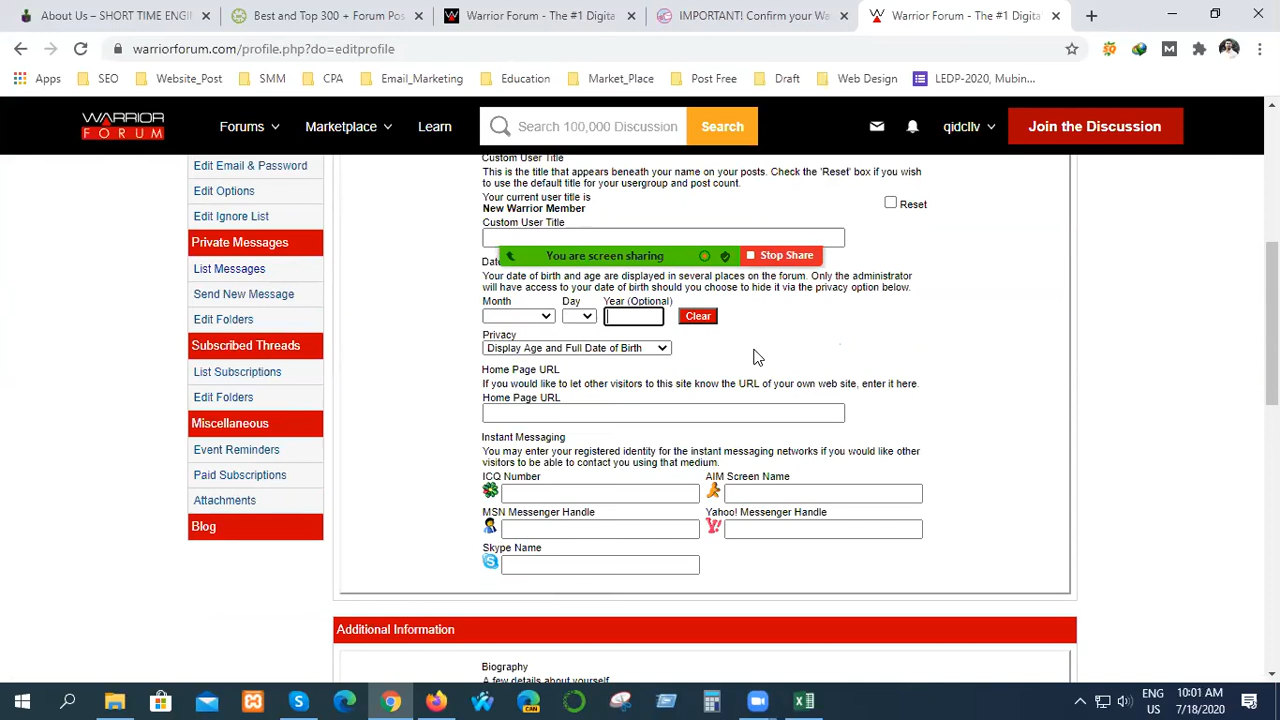 About Us - SHORT TIME ENG
Best and Top 300 + Forum Pos
Warrior Forum - The #1 Digita
IMPORTANT! Confirm your Wa
Warrior Forum - The #1 Digita
warriorforum.com/profile.php?do=editprofile
Apps
SEO
Website_Post
SMM
CPA
Email_Marketing
Education
Market_Place
Post Free
Draft
Web Design
LEDP-2020, Mubin...
WARRIOR
FORUM
Forums
Marketplace
Learn
Search 100,000 Discussion
Search
qidcllv
Join the Discussion
Edit Email & Password
Edit Options
Edit Ignore List
Private Messages
List Messages
Send New Message
Edit Folders
Subscribed Threads
List Subscriptions
Edit Folders
Miscellaneous
Event Reminders
Paid Subscriptions
Attachments
Blog
Custom User Title
This is the title that appears beneath your name on your posts. Check the 'Reset' box if you wish
to use the default title for your usergroup and post count.
Your current user title is
New Warrior Member
Reset
Custom User Title
You are screen sharing
Stop Share
Date
Your date of birth and age are displayed in several places on the forum. Only the administrator
will have access to your date of birth should you choose to hide it via the privacy option below.
Month
Day
Year (Optional)
Clear
Privacy
Display Age and Full Date of Birth
Home Page URL
If you would like to let other visitors to this site know the URL of your own web site, enter it here.
Home Page URL
Instant Messaging
You may enter your registered identity for the instant messaging networks if you would like other
visitors to be able to contact you using that medium.
ICQ Number
AIM Screen Name
MSN Messenger Handle
Yahoo! Messenger Handle
Skype Name
Additional Information
Biography
A few details about yourself
CAN
ENG
US
10:01 AM
7/18/2020